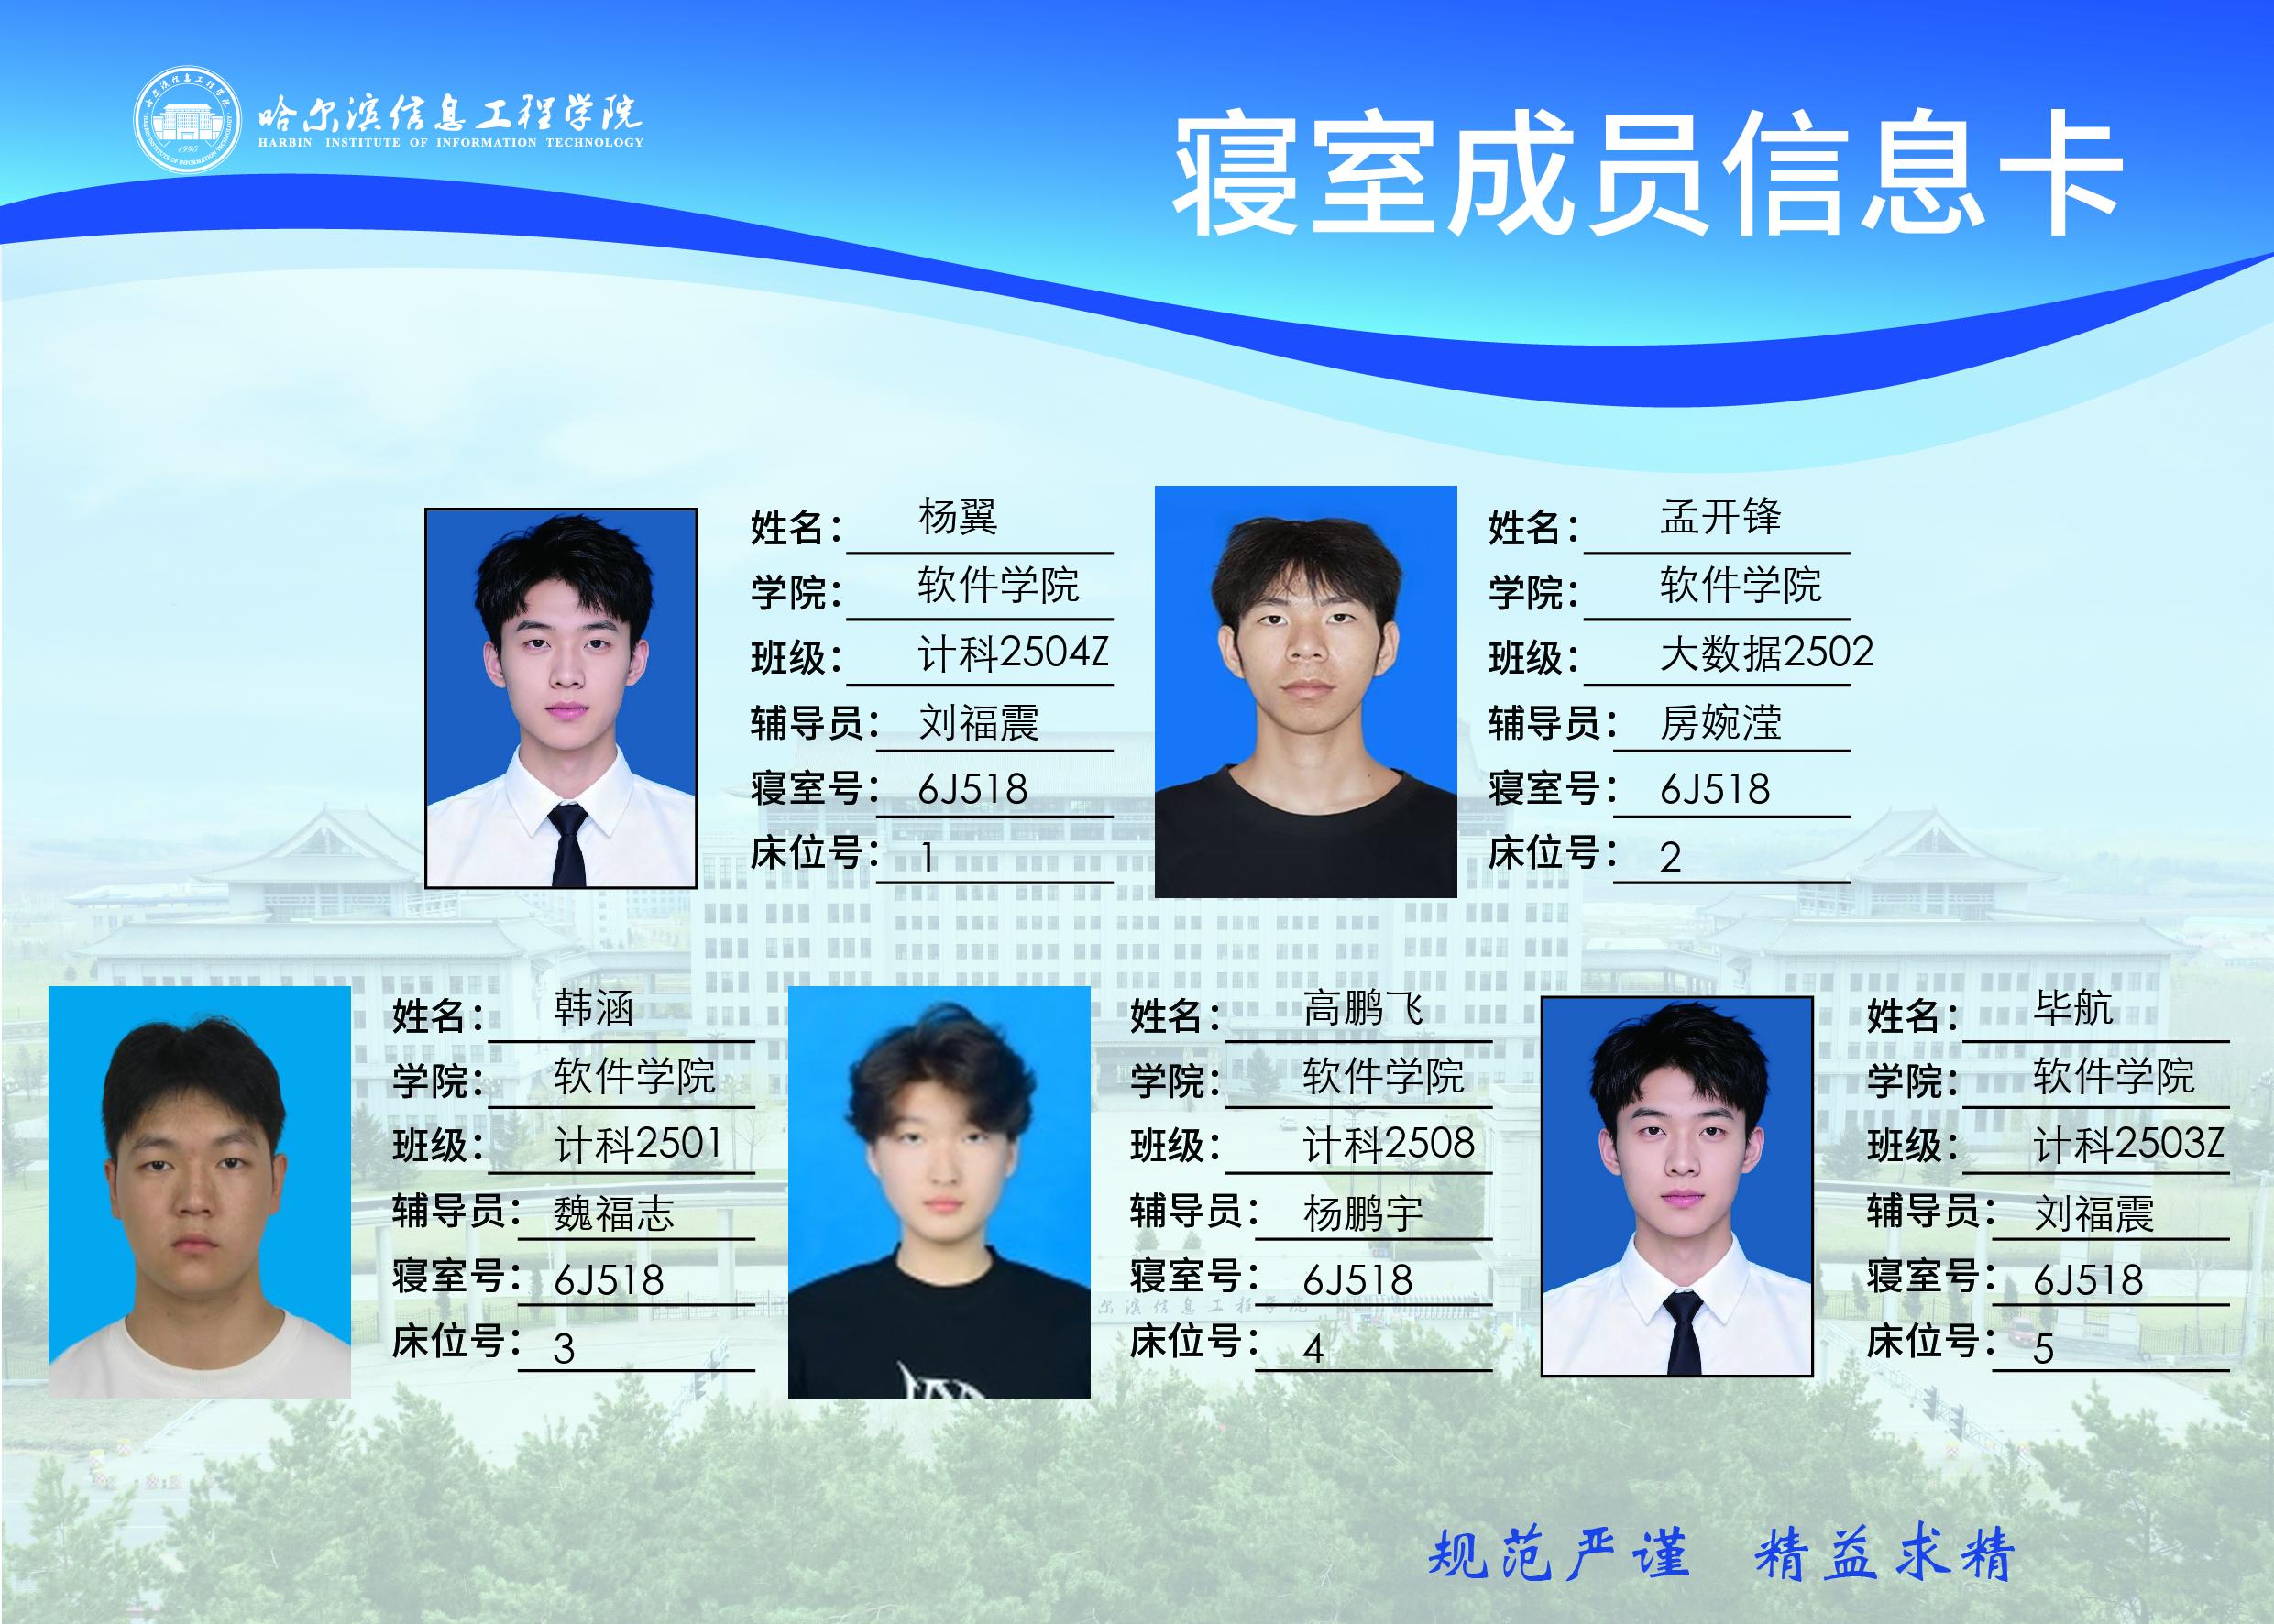 哈尔滨信息工程学院
HARBIN INSTITUTE OF INFORMATION TECHNOLOGY
1995
寝室成员信息卡
姓名： 杨翼
学院： 软件学院
班级： 计科2504Z
辅导员： 刘福震
寝室号： 6J518
床位号： 1
姓名： 孟开锋
学院： 软件学院
班级： 大数据2502
辅导员： 房婉滢
寝室号： 6J518
床位号： 2
姓名： 韩涵
学院： 软件学院
班级： 计科2501
辅导员： 魏福志
寝室号： 6J518
床位号： 3
姓名： 高鹏飞
学院： 软件学院
班级： 计科2508
辅导员： 杨鹏宇
寝室号： 6J518
床位号： 4
姓名： 毕航
学院： 软件学院
班级： 计科2503Z
辅导员： 刘福震
寝室号： 6J518
床位号： 5
尔滨信息工程学院
规范严谨 精益求精